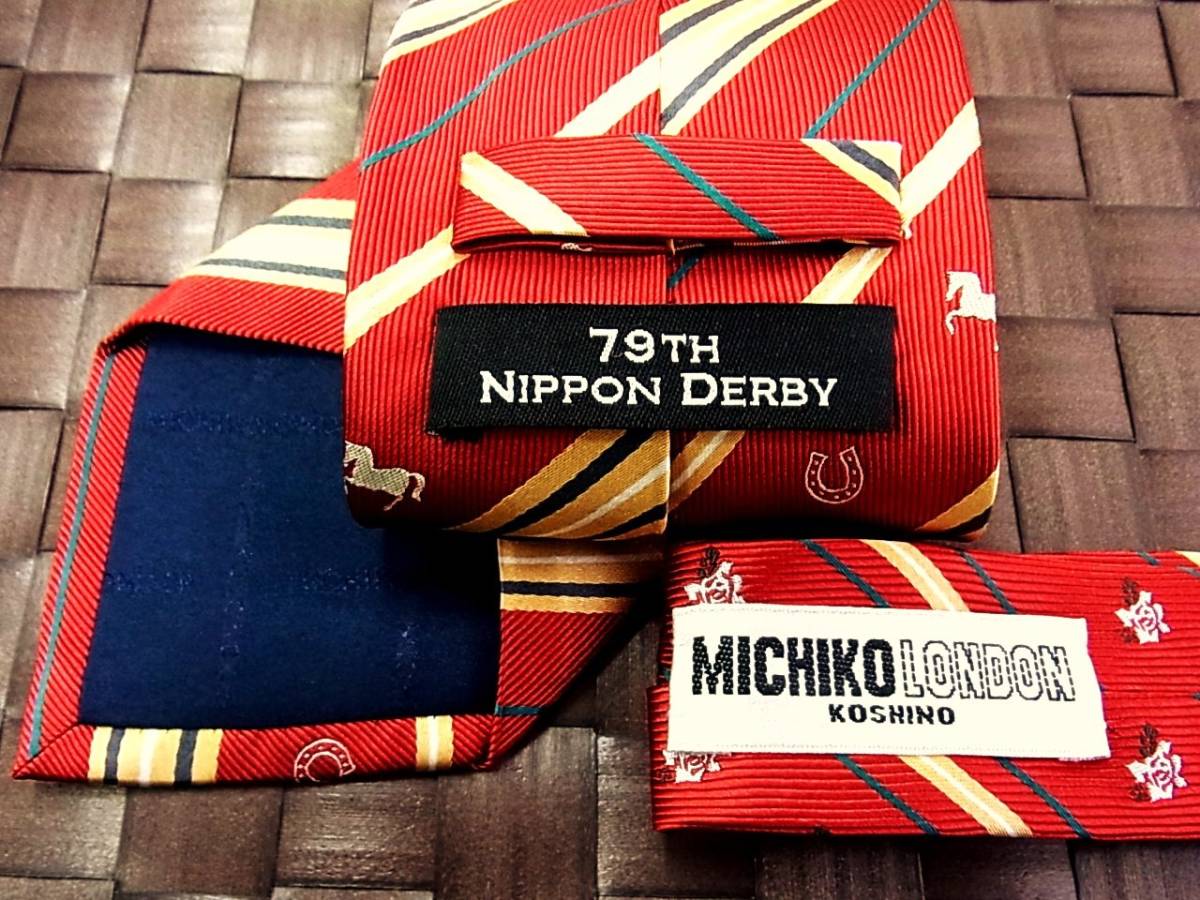 79TH
NIPPON DERBY
MICHIKO LONDON
KOSHINO